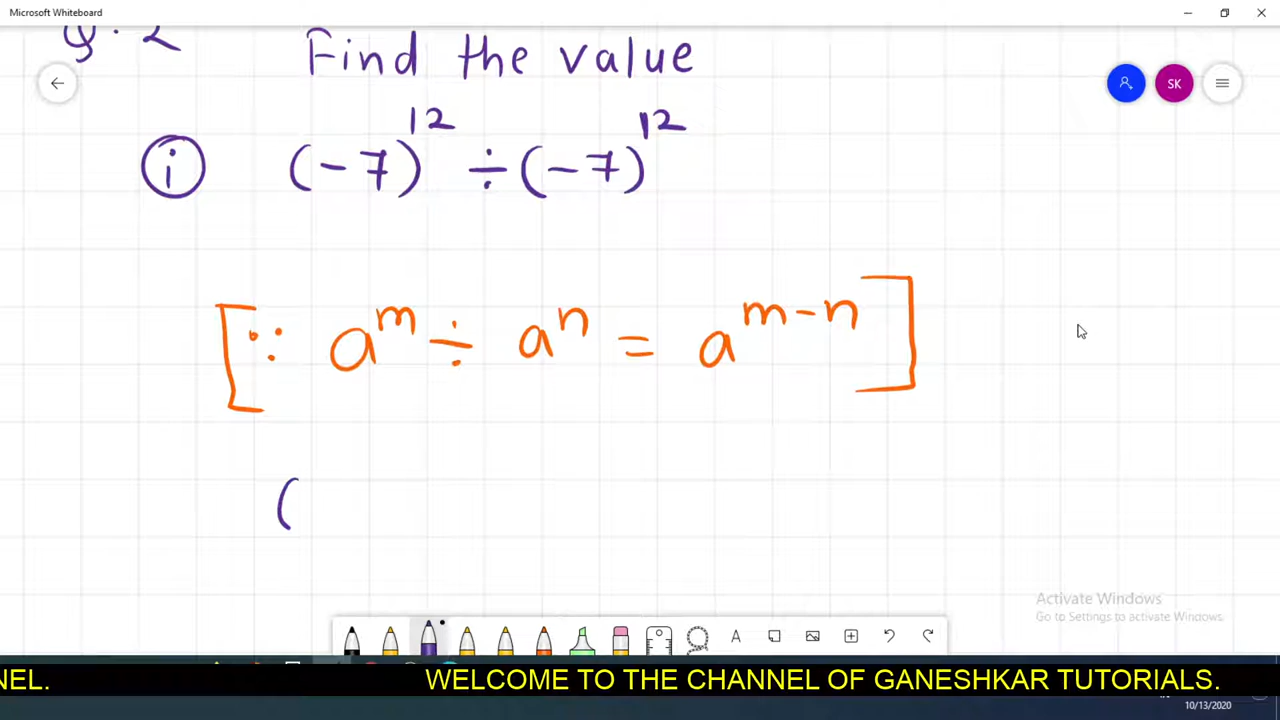 Microsoft Whiteboard
Q. 2 Find the value
SK
i (-7)^12 ÷ (-7)^12
[∵ a^m ÷ a^n = a^(m-n)]
(
Activate Windows
Go to Settings to activate Windows.
A
NEL. WELCOME TO THE CHANNEL OF GANESHKAR TUTORIALS.
10/13/2020